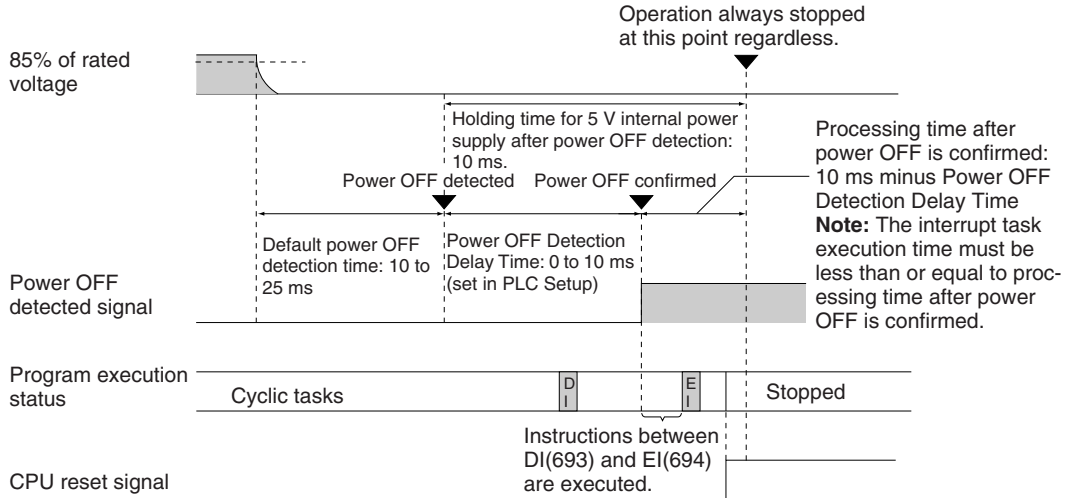 Operation always stopped
at this point regardless.
85% of rated
voltage
Holding time for 5 V internal power
supply after power OFF detection:
10 ms.
Processing time after
power OFF is confirmed:
10 ms minus Power OFF
Detection Delay Time
Note: The interrupt task
execution time must be
less than or equal to proc-
essing time after power
OFF is confirmed.
Power OFF detected
Power OFF confirmed
Default power OFF
detection time: 10 to
25 ms
Power OFF Detection
Delay Time: 0 to 10 ms
(set in PLC Setup)
Power OFF
detected signal
Program execution
status
Cyclic tasks
D
I
E
I
Stopped
Instructions between
DI(693) and EI(694)
are executed.
CPU reset signal